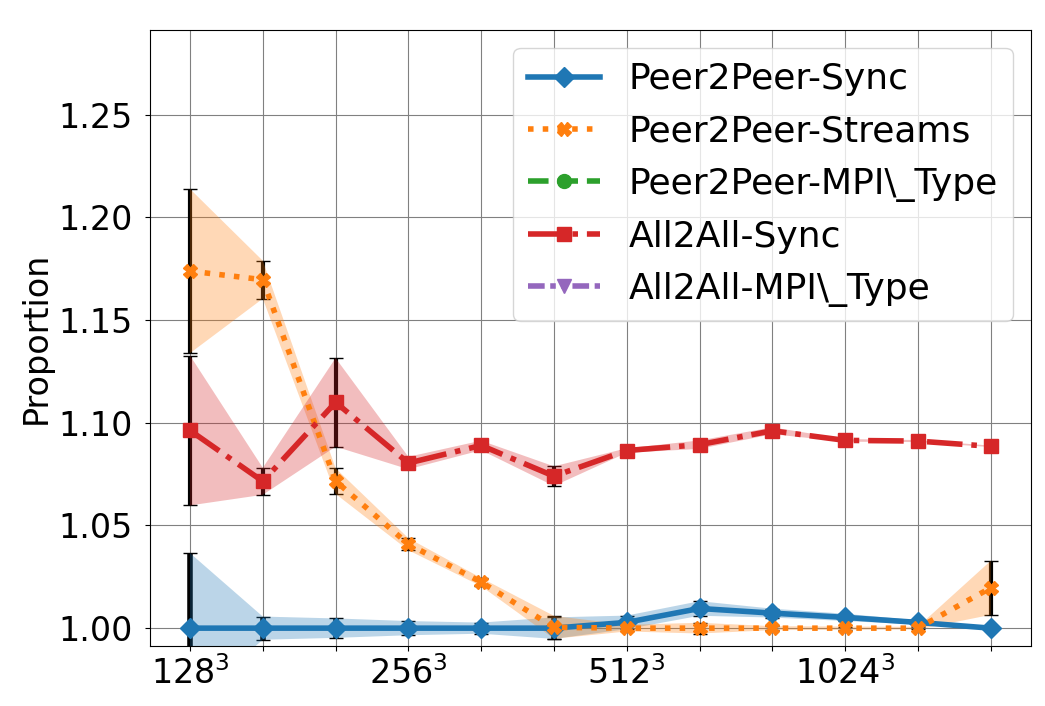 Peer2Peer-Sync
Peer2Peer-Streams
Peer2Peer-MPI\_Type
All2All-Sync
All2All-MPI\_Type
Proportion
1.25
1.20
1.15
1.10
1.05
1.00
128³ 256³ 512³ 1024³